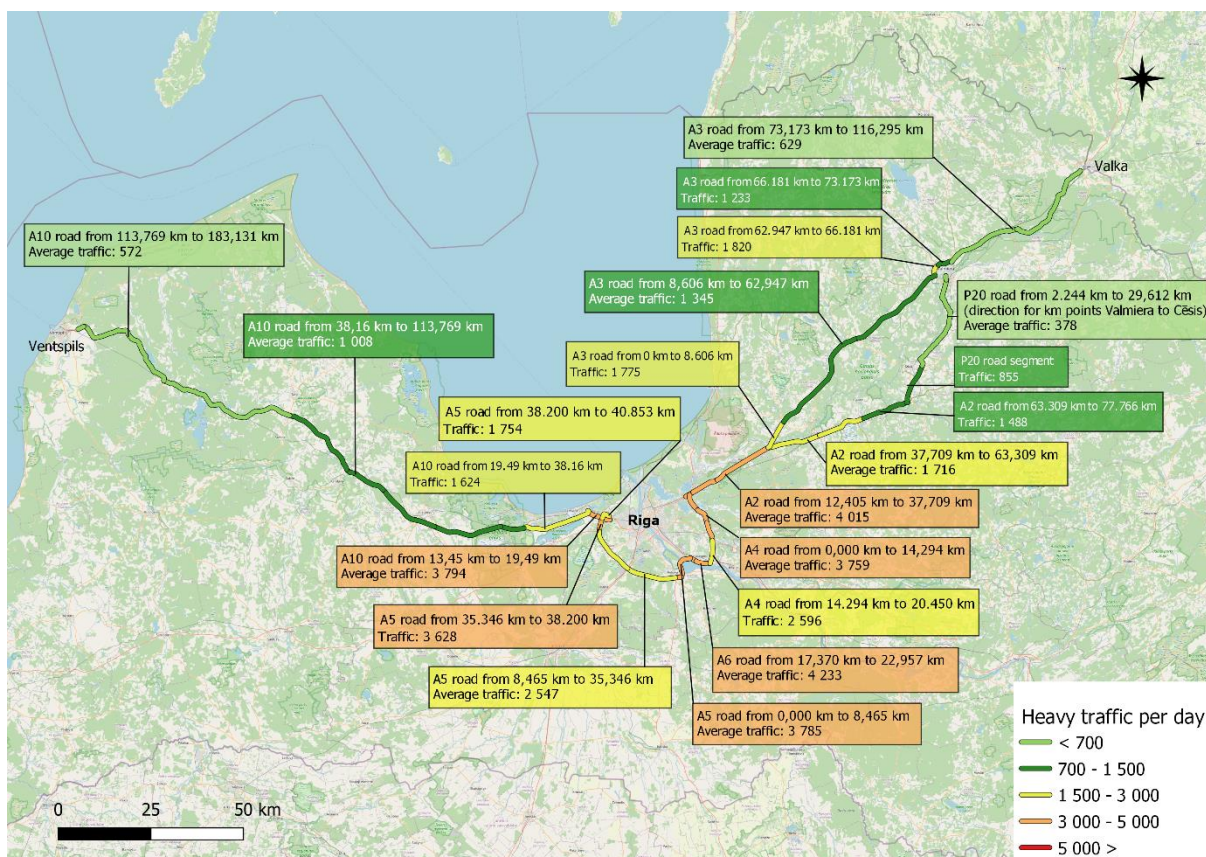 A3 road from 73,173 km to 116,295 km
Average traffic: 629
Valka
A3 road from 66.181 km to 73.173 km
Traffic: 1 233
A3 road from 62.947 km to 66.181 km
Traffic: 1 820
A10 road from 113,769 km to 183,131 km
Average traffic: 572
A3 road from 8,606 km to 62,947 km
Average traffic: 1 345
P20 road from 2.244 km to 29,612 km
(direction for km points Valmiera to Cēsis)
Average traffic: 378
Ventspils
A10 road from 38,16 km to 113,769 km
Average traffic: 1 008
A3 road from 0 km to 8.606 km
Traffic: 1 775
P20 road segment
Traffic: 855
A5 road from 38.200 km to 40.853 km
Traffic: 1 754
A2 road from 63.309 km to 77.766 km
Traffic: 1 488
A10 road from 19.49 km to 38.16 km
Traffic: 1 624
A2 road from 37,709 km to 63,309 km
Average traffic: 1 716
Riga
A2 road from 12,405 km to 37,709 km
Average traffic: 4 015
A10 road from 13,45 km to 19,49 km
Average traffic: 3 794
A4 road from 0,000 km to 14,294 km
Average traffic: 3 759
A5 road from 35.346 km to 38.200 km
Traffic: 3 628
A4 road from 14.294 km to 20.450 km
Traffic: 2 596
A6 road from 17,370 km to 22,957 km
Average traffic: 4 233
A5 road from 8,465 km to 35,346 km
Average traffic: 2 547
A5 road from 0,000 km to 8,465 km
Average traffic: 3 785
Heavy traffic per day
< 700
700 - 1 500
1 500 - 3 000
3 000 - 5 000
5 000 >
0 25 50 km